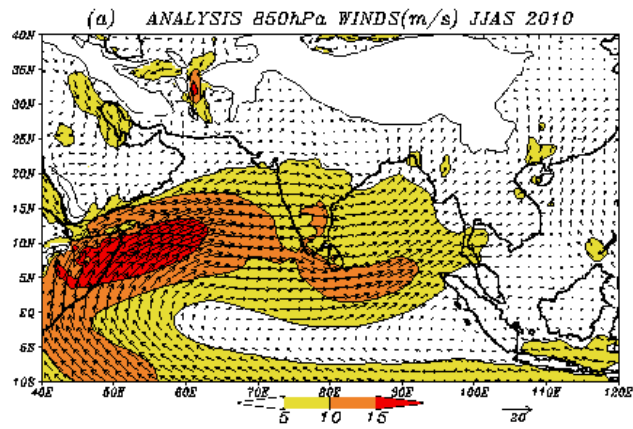 (a) ANALYSIS 850hPa WINDS(m/s) JJAS 2010
40N
35N
30N
25N
20N
15N
10N
5N
EQ
5S
10S
40E 50E 60E 70E 80E 90E 100E 110E 120E
5 10 15
20